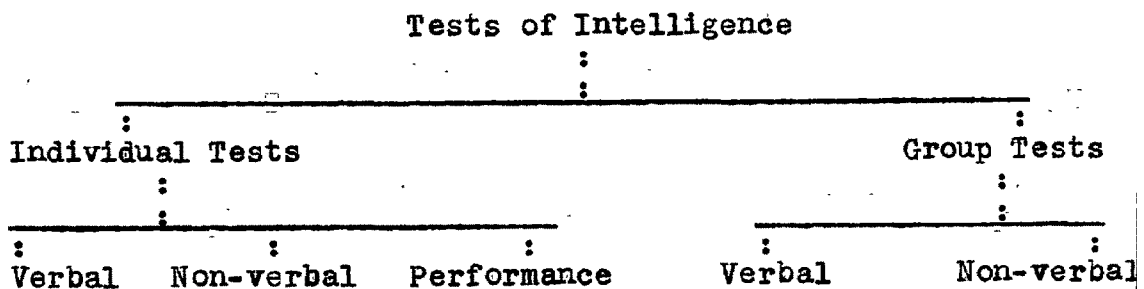 Tests of Intelligence
Individual Tests Group Tests
Verbal Non-verbal Performance Verbal Non-verbal